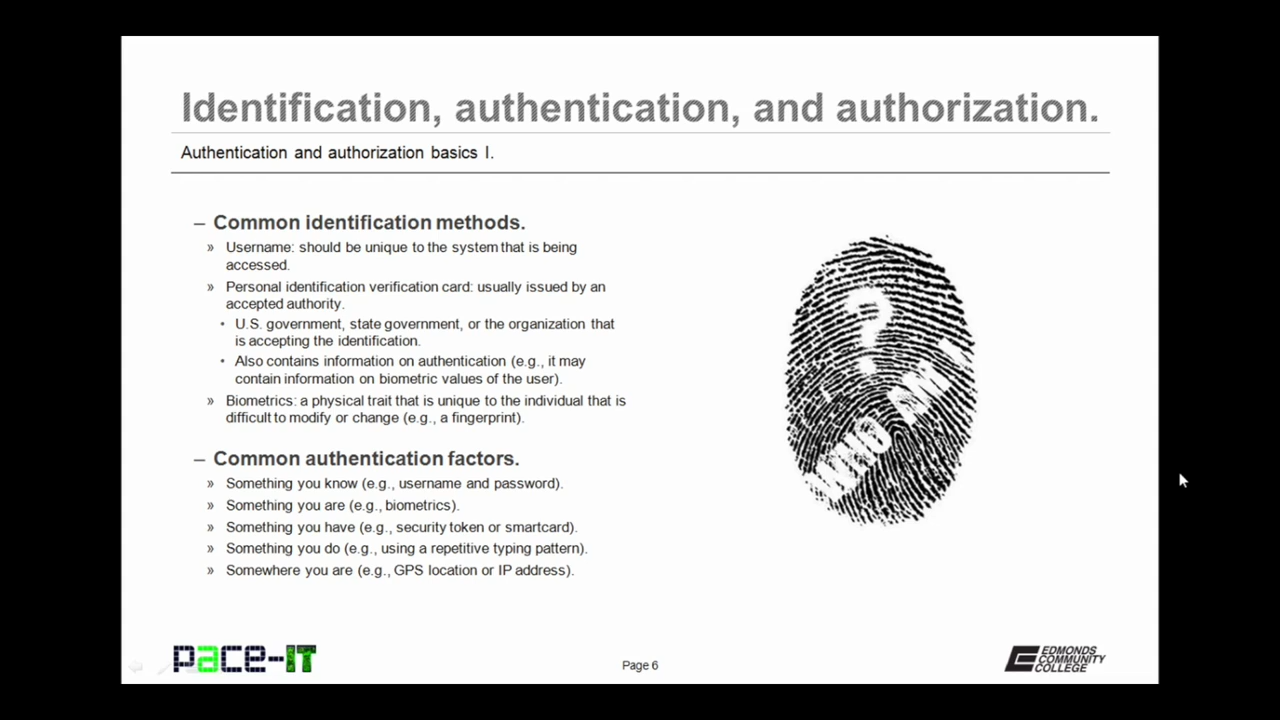 Identification, authentication, and authorization.
Authentication and authorization basics I.
– Common identification methods.
» Username: should be unique to the system that is being
accessed.
» Personal identification verification card: usually issued by an
accepted authority.
• U.S. government, state government, or the organization that
is accepting the identification.
• Also contains information on authentication (e.g., it may
contain information on biometric values of the user).
» Biometrics: a physical trait that is unique to the individual that is
difficult to modify or change (e.g., a fingerprint).
– Common authentication factors.
» Something you know (e.g., username and password).
» Something you are (e.g., biometrics).
» Something you have (e.g., security token or smartcard).
» Something you do (e.g., using a repetitive typing pattern).
» Somewhere you are (e.g., GPS location or IP address).
?
WHO AM I
pace-IT
Page 6
EDMONDS
COMMUNITY
COLLEGE